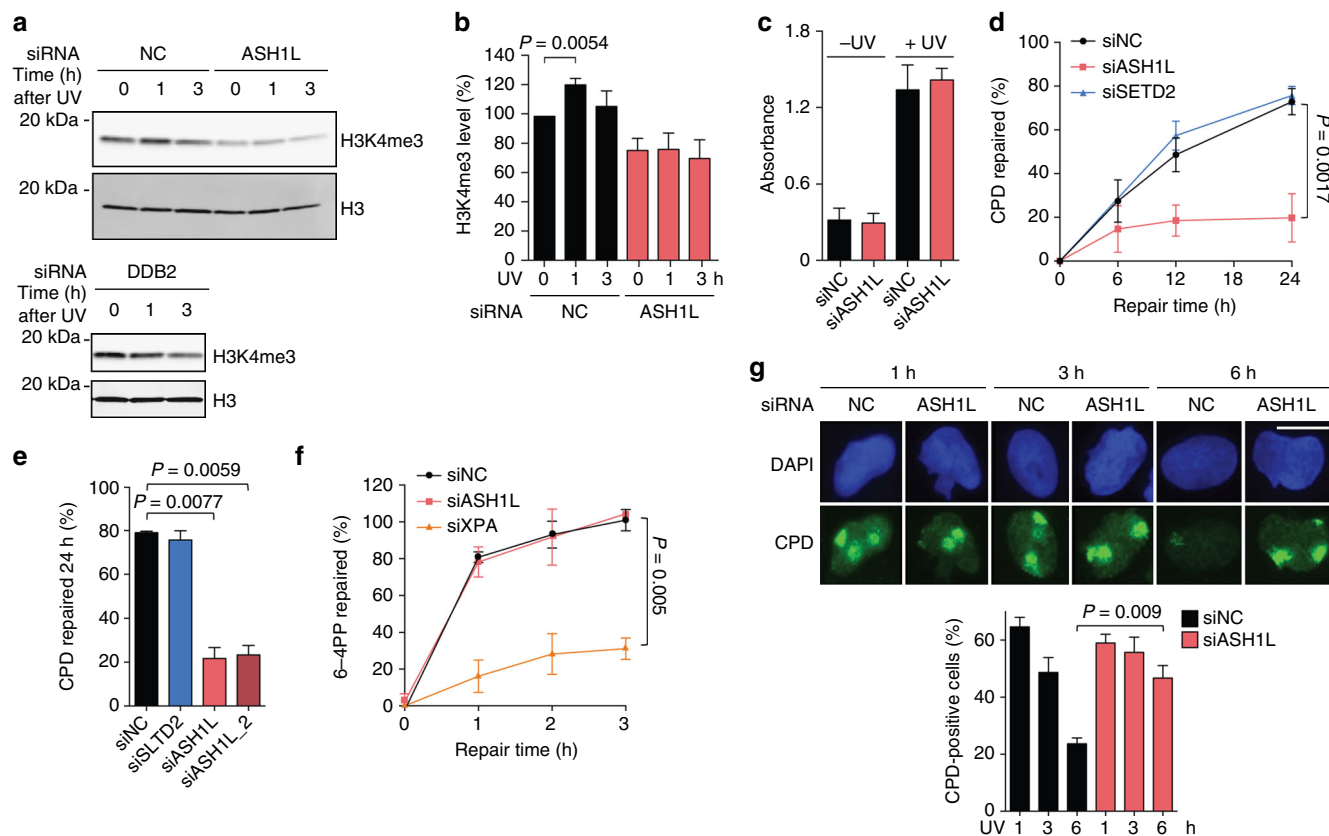 a
siRNA NC ASH1L
Time (h)
after UV 0 1 3 0 1 3
20 kDa
H3K4me3
20 kDa
H3
siRNA DDB2
Time (h)
after UV 0 1 3
20 kDa
H3K4me3
20 kDa
H3
b
P = 0.0054
H3K4me3 level (%)
140
120
100
80
60
40
20
0
UV 0 1 3 0 1 3 h
siRNA NC ASH1L
c
–UV + UV
Absorbance
1.8
1.2
0.6
0
siNC
siASH1L
siNC
siASH1L
d
siNC
siASH1L
siSETD2
CPD repaired (%)
100
80
60
40
20
0
P = 0.0017
0 6 12 18 24
Repair time (h)
e
P = 0.0059
P = 0.0077
CPD repaired 24 h (%)
100
80
60
40
20
0
siNC
siSLTD2
siASH1L
siASH1L_2
f
siNC
siASH1L
siXPA
6–4PP repaired (%)
120
100
80
60
40
20
0
P = 0.005
0 1 2 3
Repair time (h)
g
1 h 3 h 6 h
siRNA NC ASH1L NC ASH1L NC ASH1L
DAPI
CPD
P = 0.009
siNC
siASH1L
CPD-positive cells (%)
60
40
20
0
UV 1 3 6 1 3 6 h